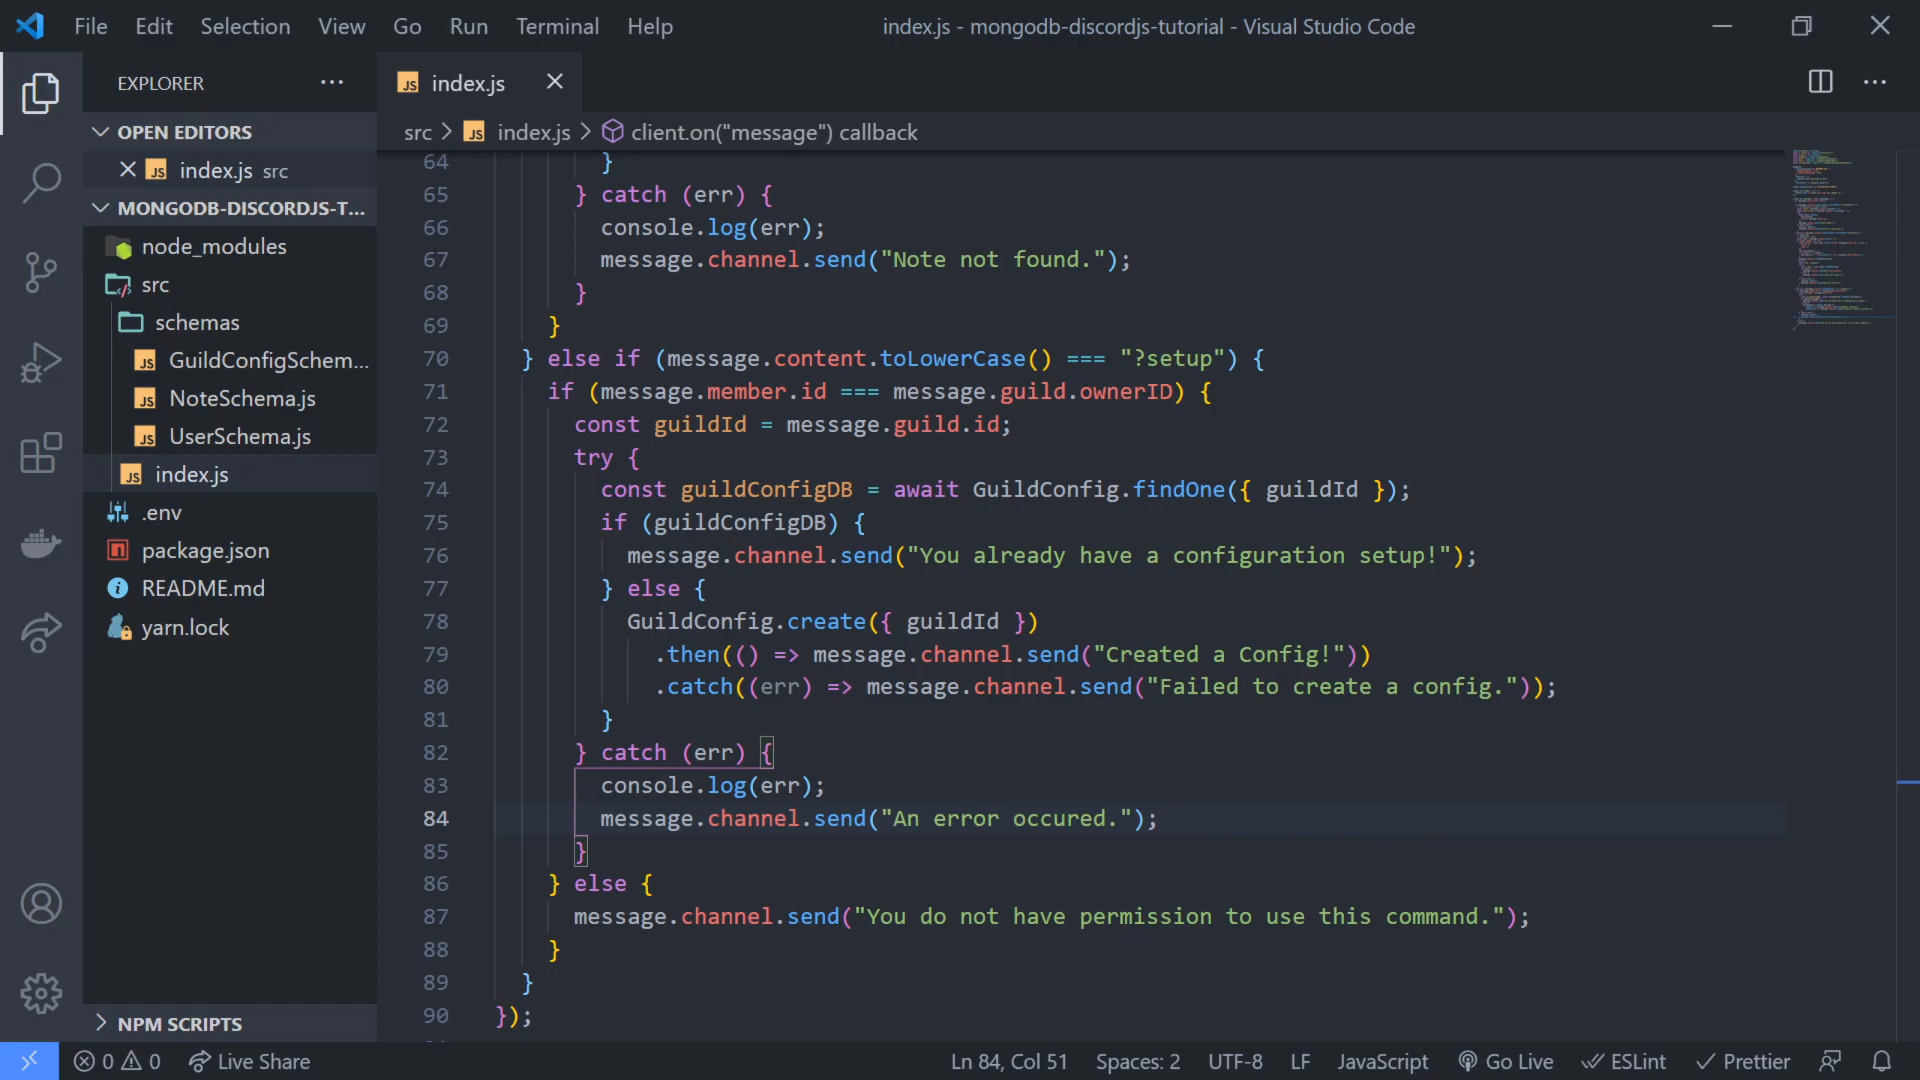 File Edit Selection View Go Run Terminal Help
index.js - mongodb-discordjs-tutorial - Visual Studio Code
EXPLORER
OPEN EDITORS
index.js src
MONGODB-DISCORDJS-T...
node_modules
src
schemas
GuildConfigSchem...
NoteSchema.js
UserSchema.js
index.js
.env
package.json
README.md
yarn.lock
NPM SCRIPTS
index.js
src > index.js > client.on("message") callback
64 }
65 } catch (err) {
66 console.log(err);
67 message.channel.send("Note not found.");
68 }
69 }
70 } else if (message.content.toLowerCase() === "?setup") {
71 if (message.member.id === message.guild.ownerID) {
72 const guildId = message.guild.id;
73 try {
74 const guildConfigDB = await GuildConfig.findOne({ guildId });
75 if (guildConfigDB) {
76 message.channel.send("You already have a configuration setup!");
77 } else {
78 GuildConfig.create({ guildId })
79 .then(() => message.channel.send("Created a Config!"))
80 .catch((err) => message.channel.send("Failed to create a config."));
81 }
82 } catch (err) {
83 console.log(err);
84 message.channel.send("An error occured.");
85 }
86 } else {
87 message.channel.send("You do not have permission to use this command.");
88 }
89 }
90 });
0 0 Live Share
Ln 84, Col 51 Spaces: 2 UTF-8 LF JavaScript Go Live ESLint Prettier